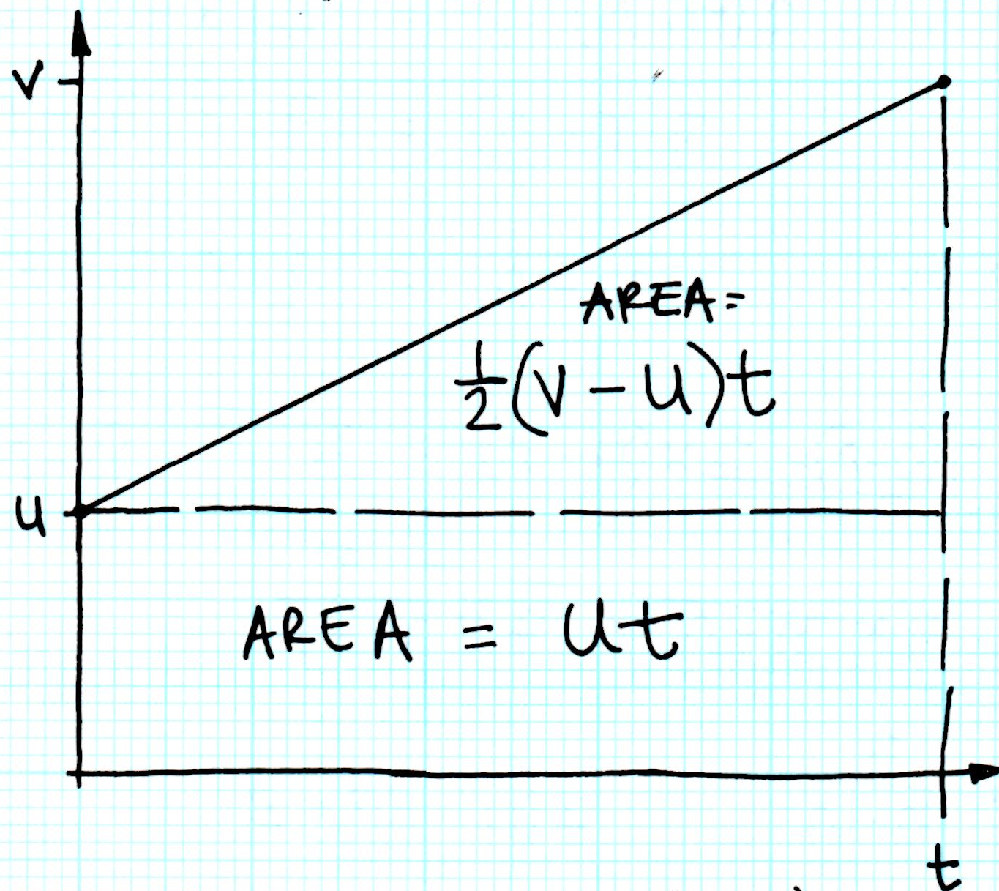 V
AREA=
½(V - U)t
U
AREA = Ut
t